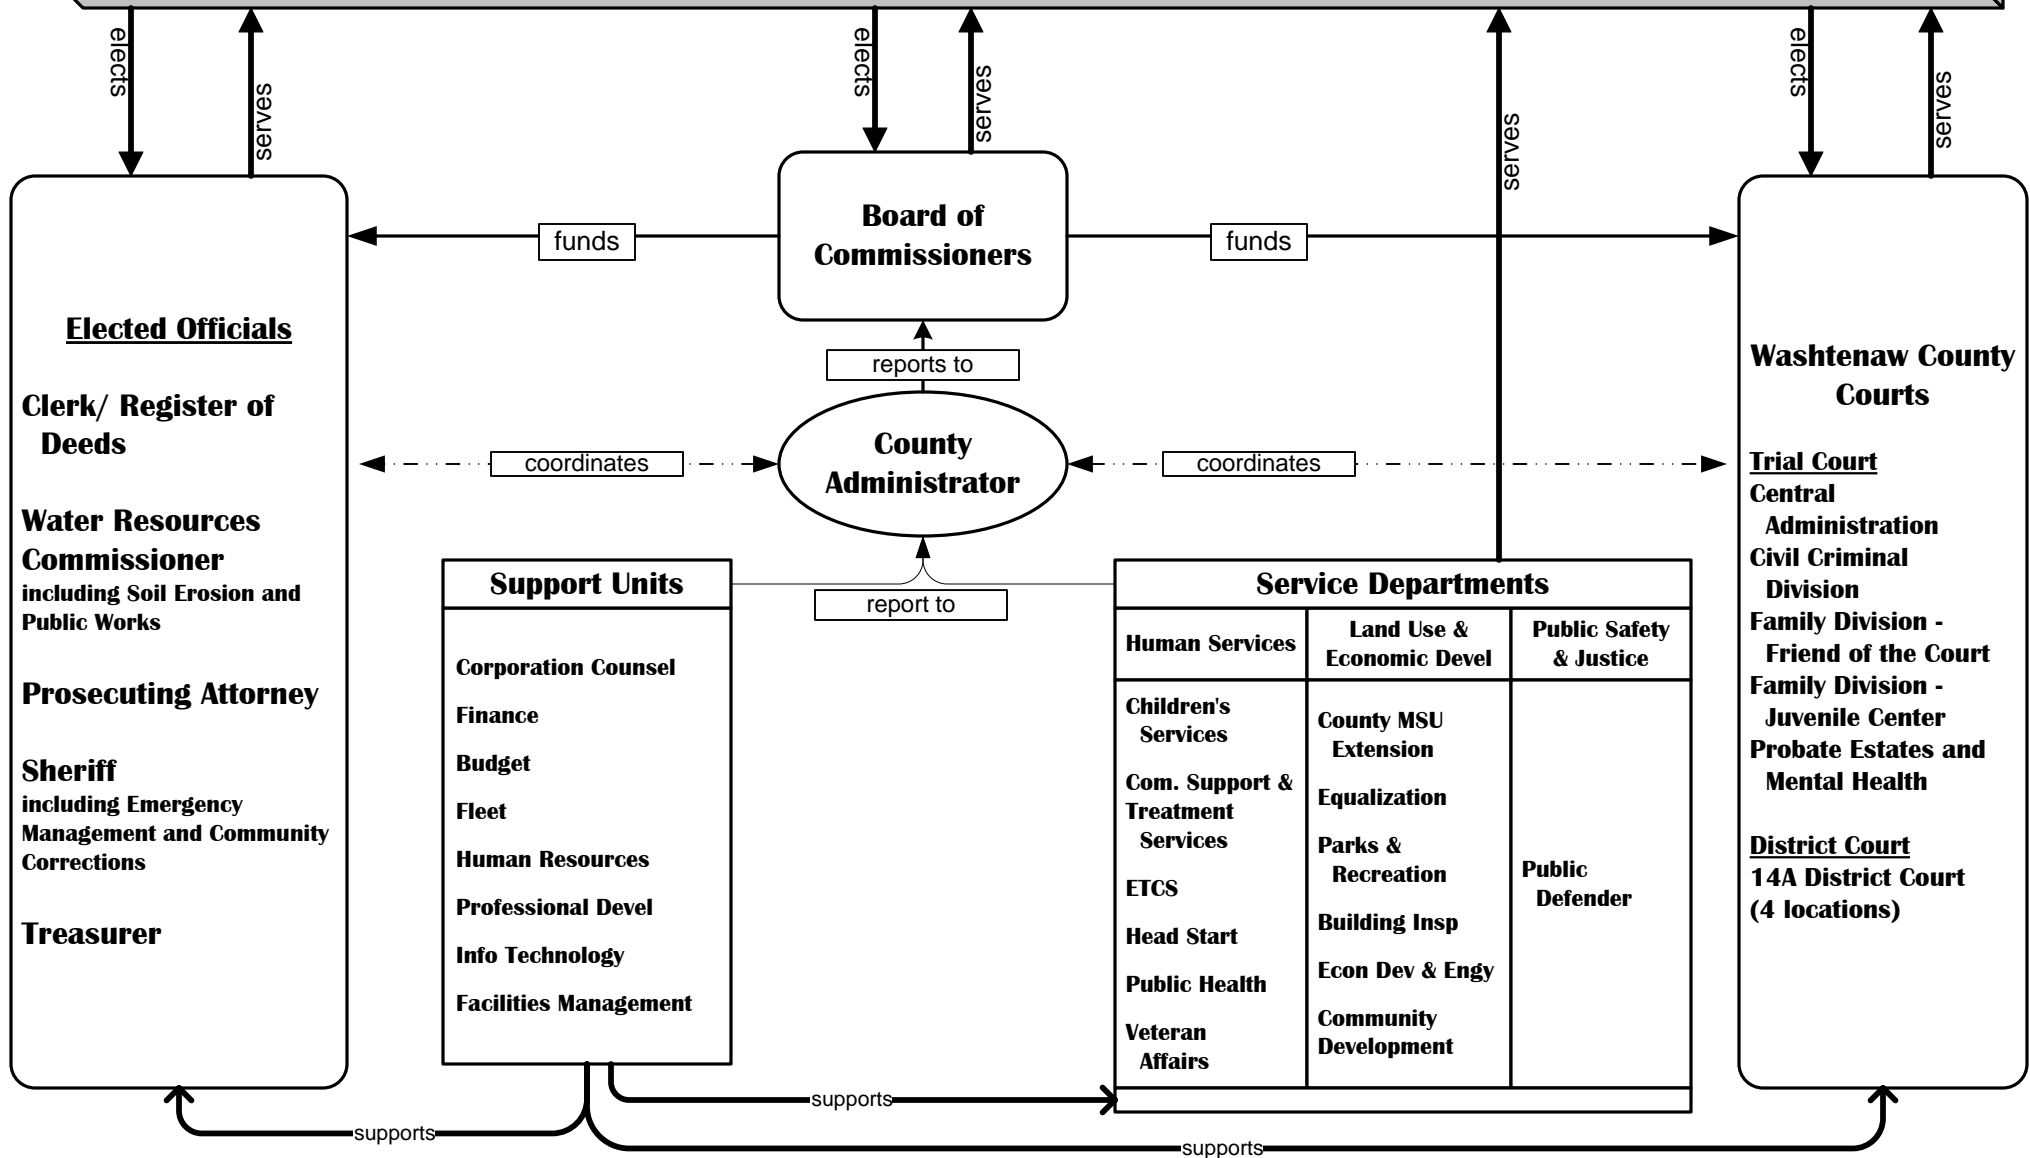 elects
serves
elects
serves
serves
elects
serves
Board of
Commissioners
funds
funds
reports to
County
Administrator
coordinates
coordinates
report to
Elected Officials
Clerk/ Register of
Deeds
Water Resources
Commissioner
including Soil Erosion and
Public Works
Prosecuting Attorney
Sheriff
including Emergency
Management and Community
Corrections
Treasurer
Support Units
Corporation Counsel
Finance
Budget
Fleet
Human Resources
Professional Devel
Info Technology
Facilities Management
Service Departments
Human Services
Children's
Services
Com. Support &
Treatment
Services
ETCS
Head Start
Public Health
Veteran
Affairs
Land Use &
Economic Devel
County MSU
Extension
Equalization
Parks &
Recreation
Building Insp
Econ Dev & Engy
Community
Development
Public Safety
& Justice
Public
Defender
Washtenaw County
Courts
Trial Court
Central
Administration
Civil Criminal
Division
Family Division -
Friend of the Court
Family Division -
Juvenile Center
Probate Estates and
Mental Health
District Court
14A District Court
(4 locations)
supports
supports
supports